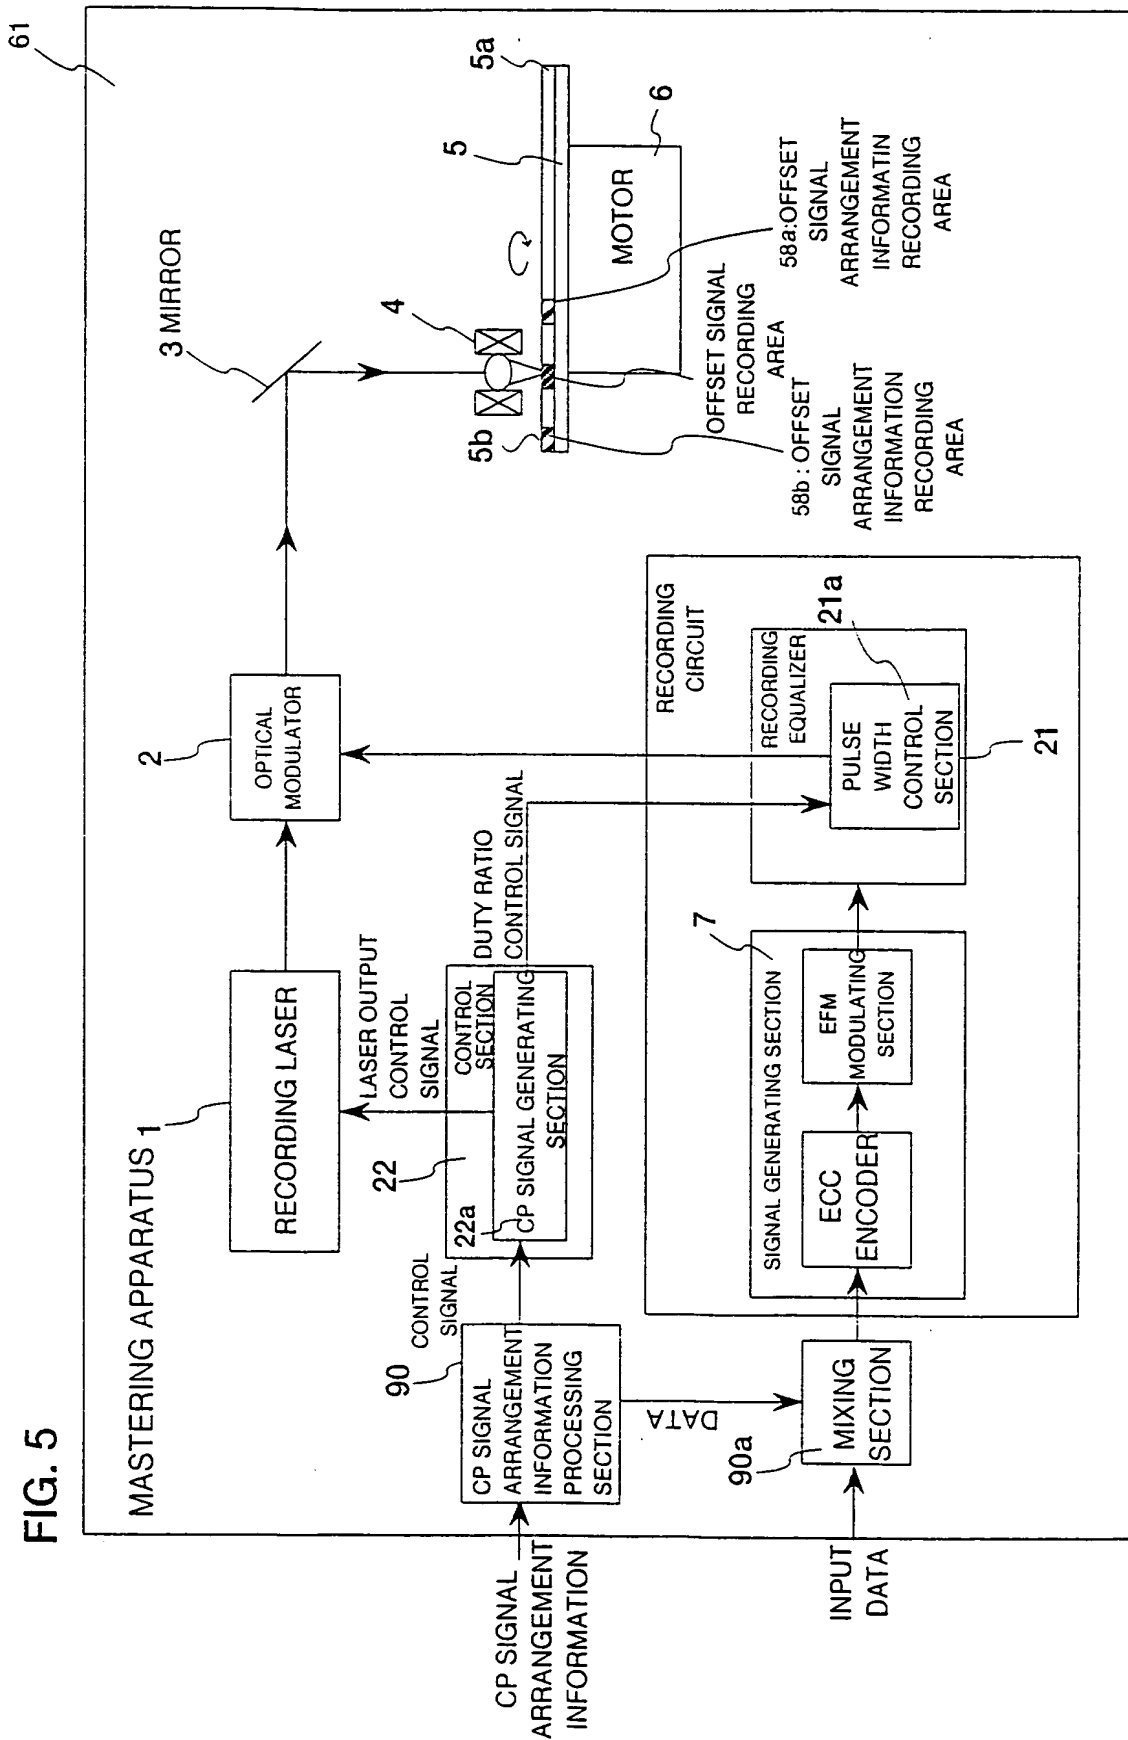 FIG. 5
61
MASTERING APPARATUS
1
RECORDING LASER
2
OPTICAL
MODULATOR
3 MIRROR
4
5
5a
5b
6
MOTOR
OFFSET SIGNAL
RECORDING
AREA
58a:OFFSET
SIGNAL
ARRANGEMENT
INFORMATIN
RECORDING
AREA
58b : OFFSET
SIGNAL
ARRANGEMENT
INFORMATION
RECORDING
AREA
LASER OUTPUT
CONTROL
SIGNAL
DUTY RATIO
CONTROL SIGNAL
22
CONTROL
SECTION
22a
CP SIGNAL GENERATING
SECTION
CONTROL
SIGNAL
90
CP SIGNAL
ARRANGEMENT
INFORMATION
PROCESSING
SECTION
CP SIGNAL
ARRANGEMENT
INFORMATION
DATA
90a
MIXING
SECTION
INPUT
DATA
RECORDING
CIRCUIT
7
SIGNAL GENERATING SECTION
ECC
ENCODER
EFM
MODULATING
SECTION
RECORDING
EQUALIZER
21a
PULSE
WIDTH
CONTROL
SECTION
21